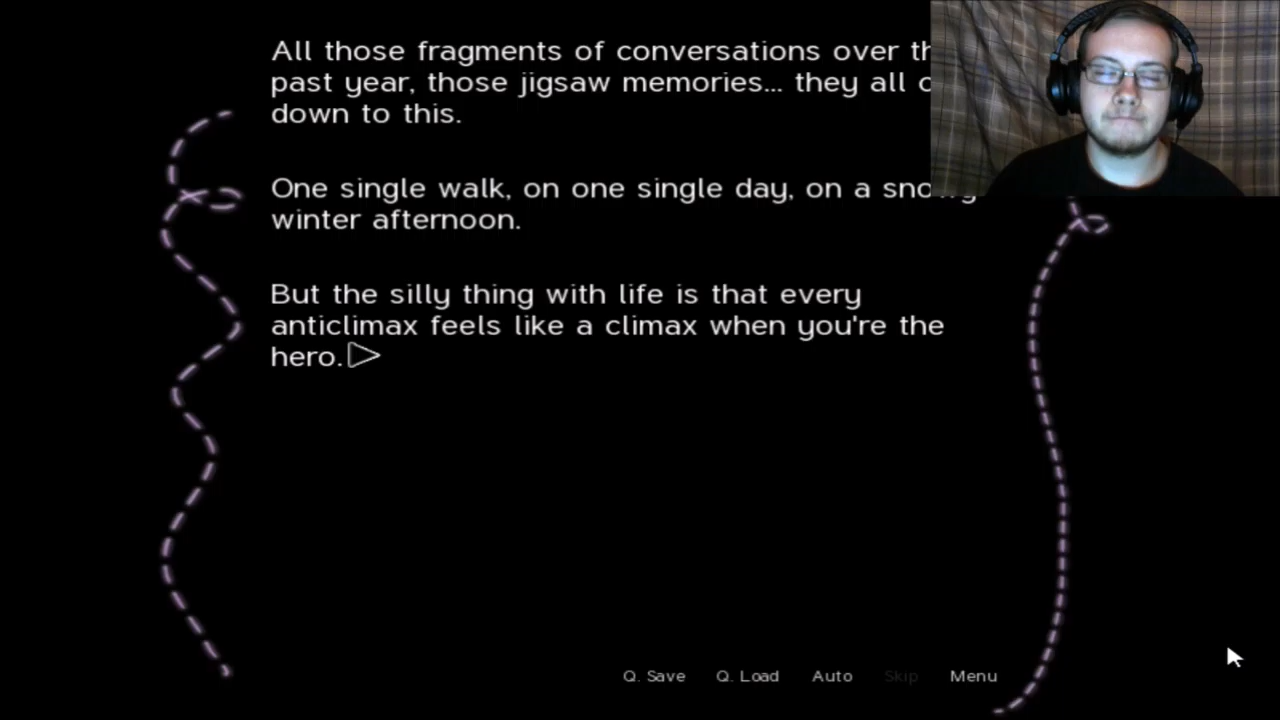 All those fragments of conversations over
past year, those jigsaw memories... they all
down to this.
One single walk, on one single day, on a snowy
winter afternoon.
But the silly thing with life is that every
anticlimax feels like a climax when you're the
hero.
Q. Save Q. Load Auto Skip Menu